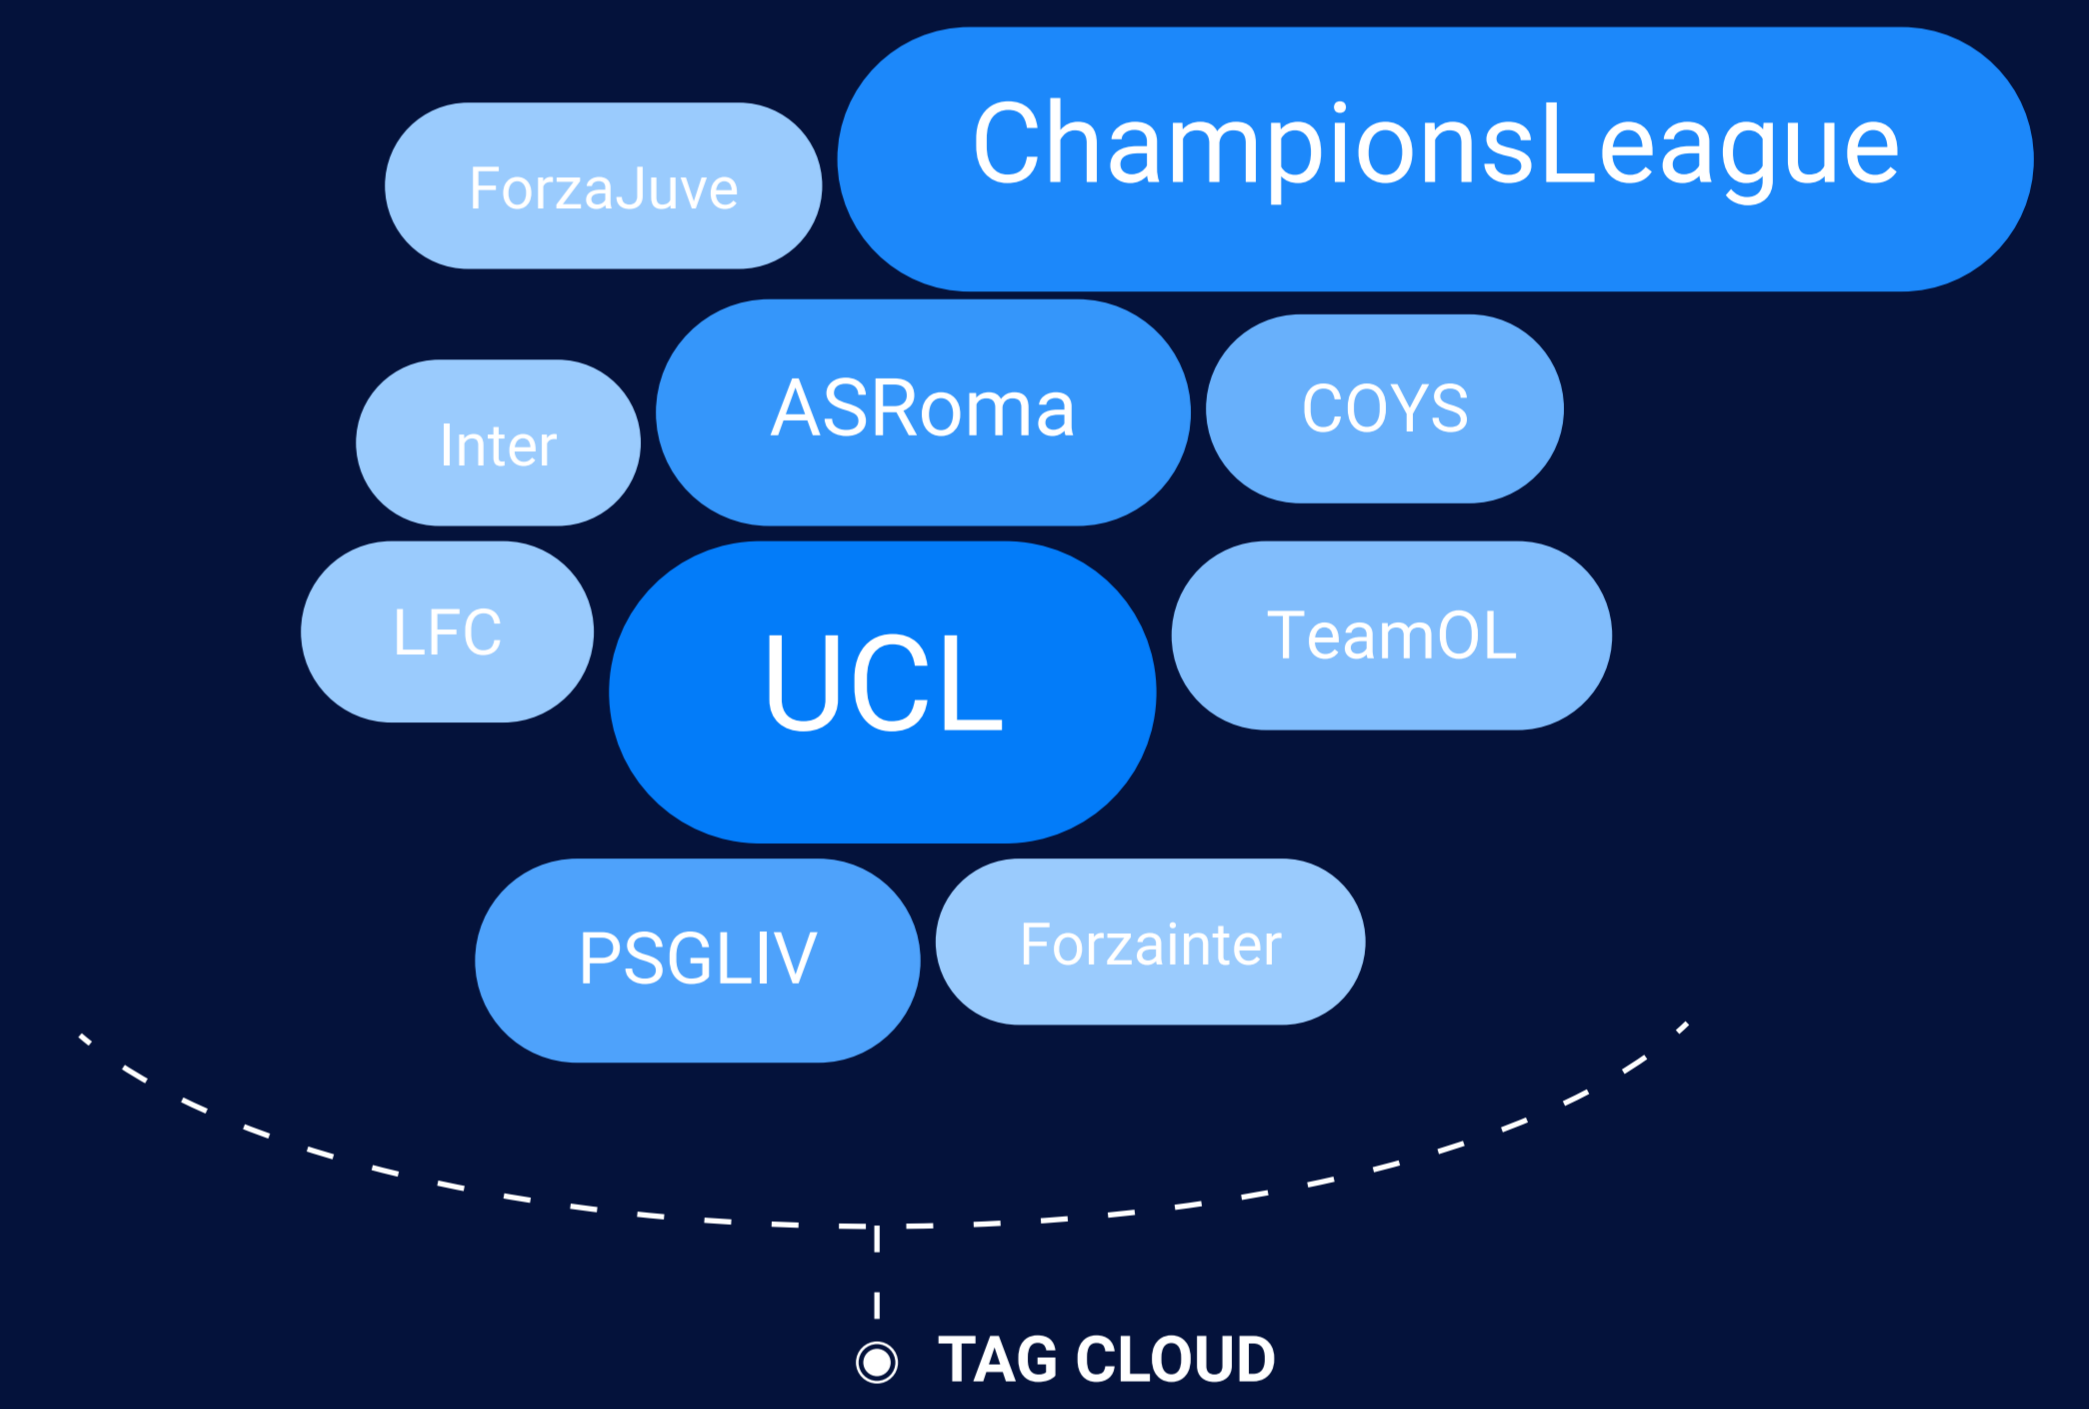 ChampionsLeague
ForzaJuve
ASRoma
COYS
Inter
LFC
UCL
TeamOL
PSGLIV
Forzainter
TAG CLOUD